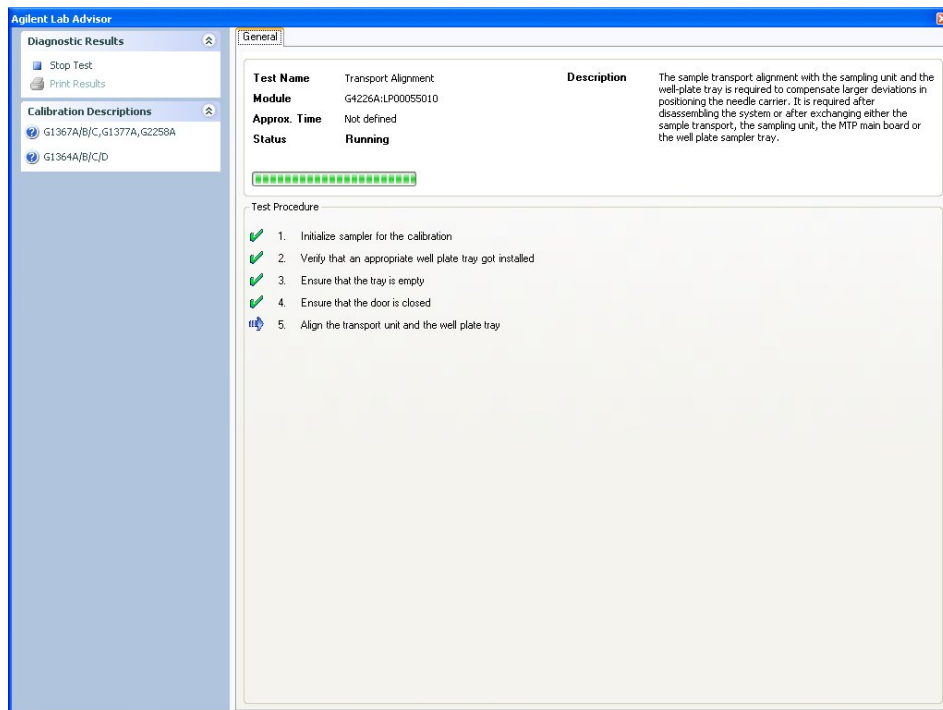 Agilent Lab Advisor
Diagnostic Results
Stop Test
Print Results
Calibration Descriptions
G1367A/B/C,G1377A,G2258A
G1364A/B/C/D
General
Test Name Transport Alignment
Module G4226A:LP00055010
Approx. Time Not defined
Status Running
Description The sample transport alignment with the sampling unit and the
well-plate tray is required to compensate larger deviations in
positioning the needle carrier. It is required after
disassembling the system or after exchanging either the
sample transport, the sampling unit, the MTP main board or
the well plate sampler tray.
Test Procedure
1. Initialize sampler for the calibration
2. Verify that an appropriate well plate tray got installed
3. Ensure that the tray is empty
4. Ensure that the door is closed
5. Align the transport unit and the well plate tray